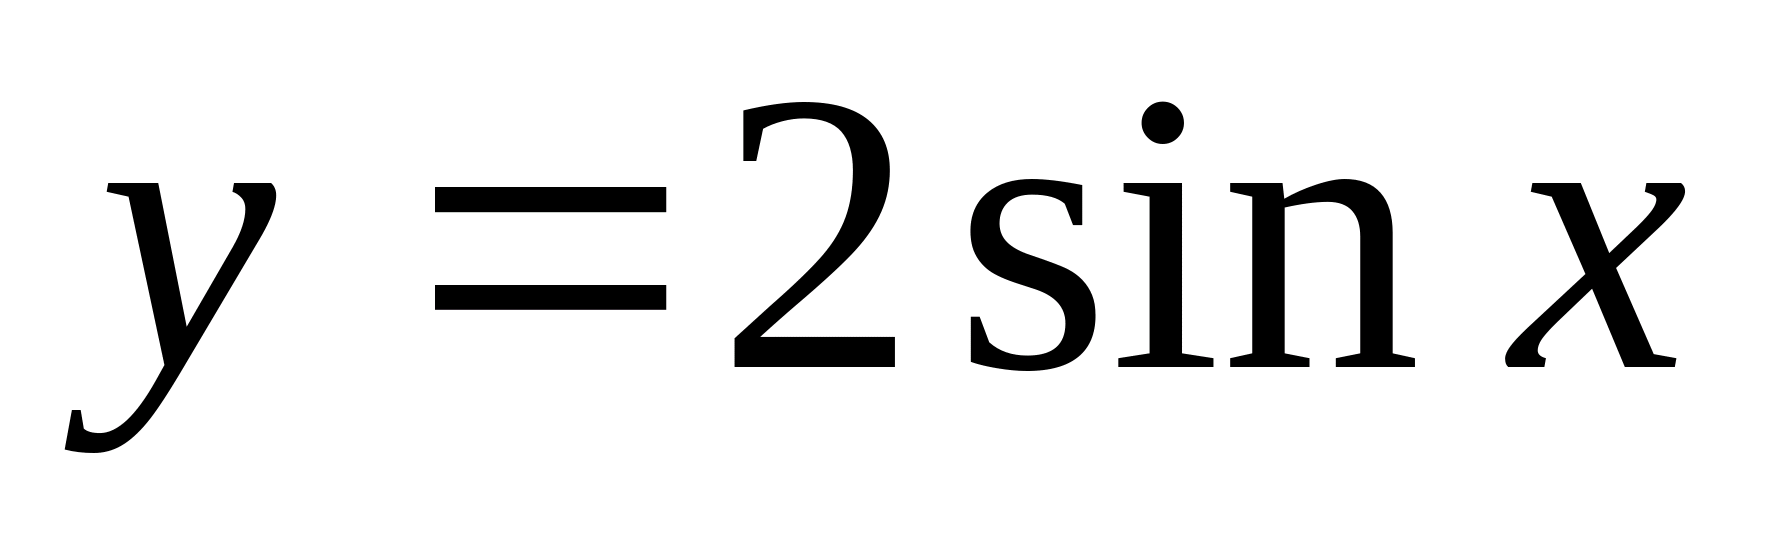 y = 2 sin x